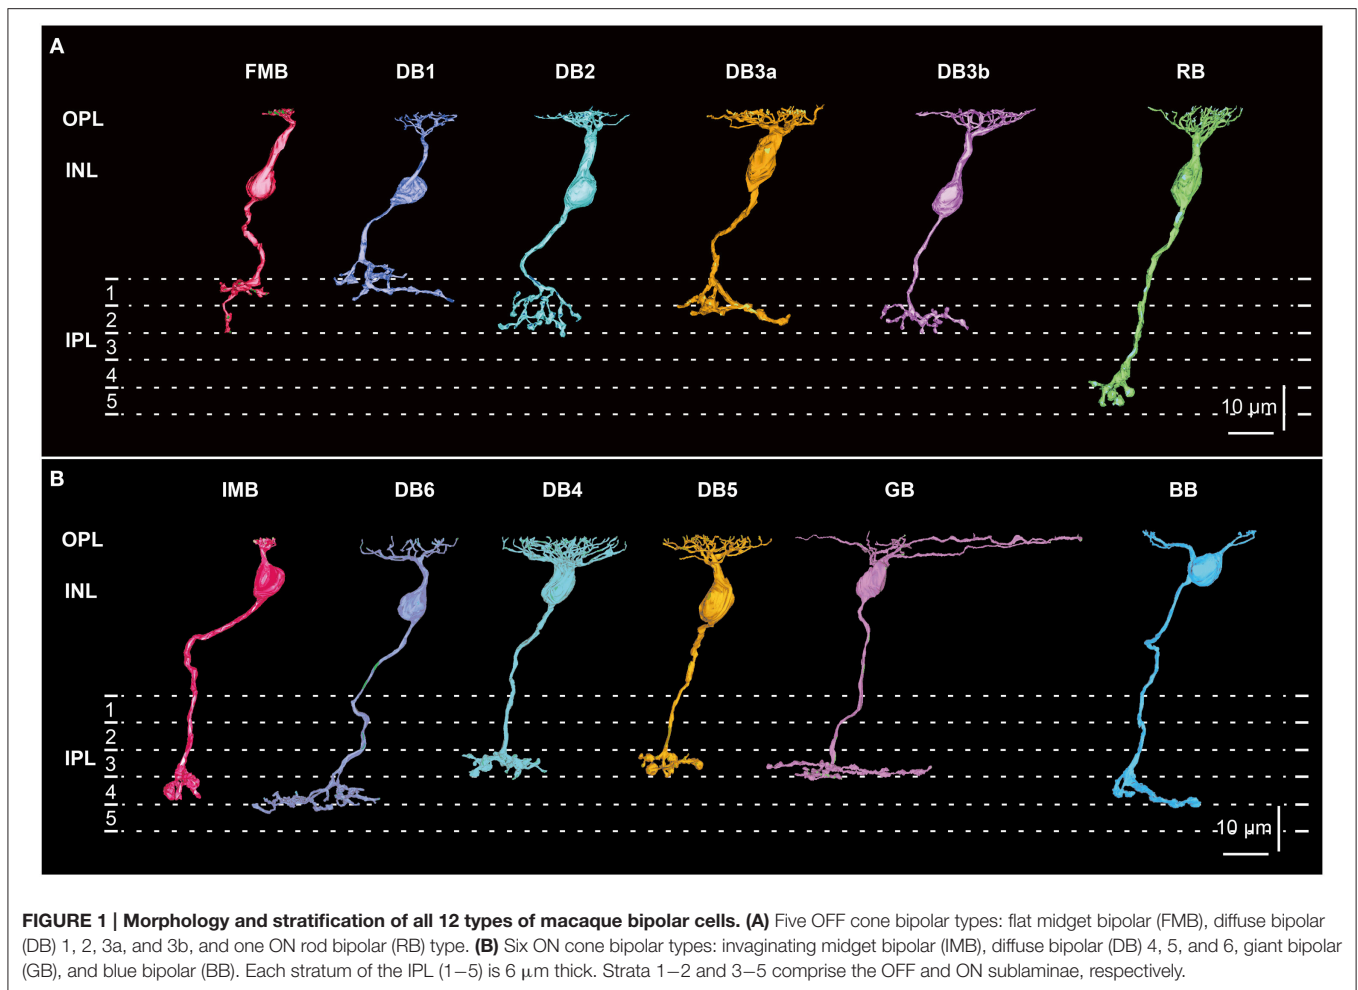 A
FMB DB1 DB2 DB3a DB3b RB
OPL
INL
1
2
IPL
3
4
5
10 µm
B
IMB DB6 DB4 DB5 GB BB
OPL
INL
1
2
IPL
3
4
5
10 µm
FIGURE 1 | Morphology and stratification of all 12 types of macaque bipolar cells. (A) Five OFF cone bipolar types: flat midget bipolar (FMB), diffuse bipolar
(DB) 1, 2, 3a, and 3b, and one ON rod bipolar (RB) type. (B) Six ON cone bipolar types: invaginating midget bipolar (IMB), diffuse bipolar (DB) 4, 5, and 6, giant bipolar
(GB), and blue bipolar (BB). Each stratum of the IPL (1–5) is 6 µm thick. Strata 1–2 and 3–5 comprise the OFF and ON sublaminae, respectively.